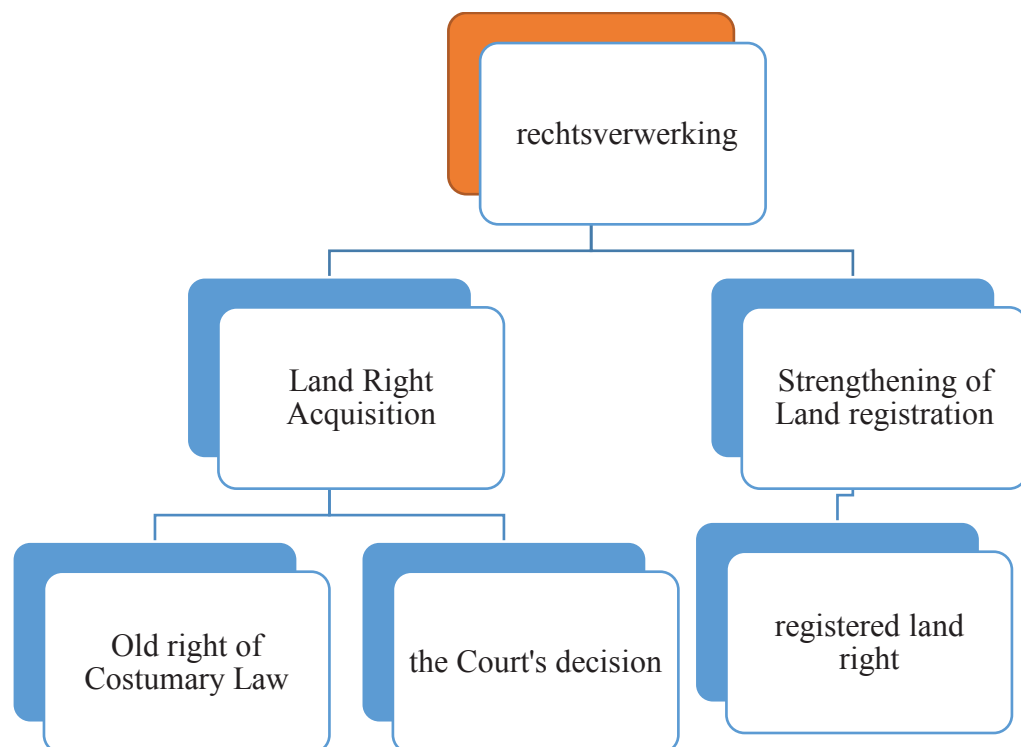 rechtsverwerking
Land Right
Acquisition
Strengthening of
Land registration
Old right of
Costumary Law
the Court's decision
registered land
right